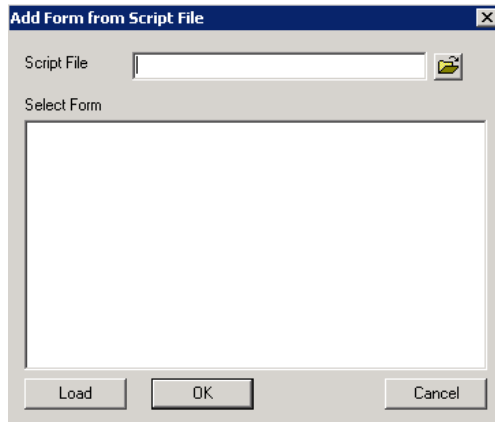 Add Form from Script File
Script File
Select Form
Load OK Cancel